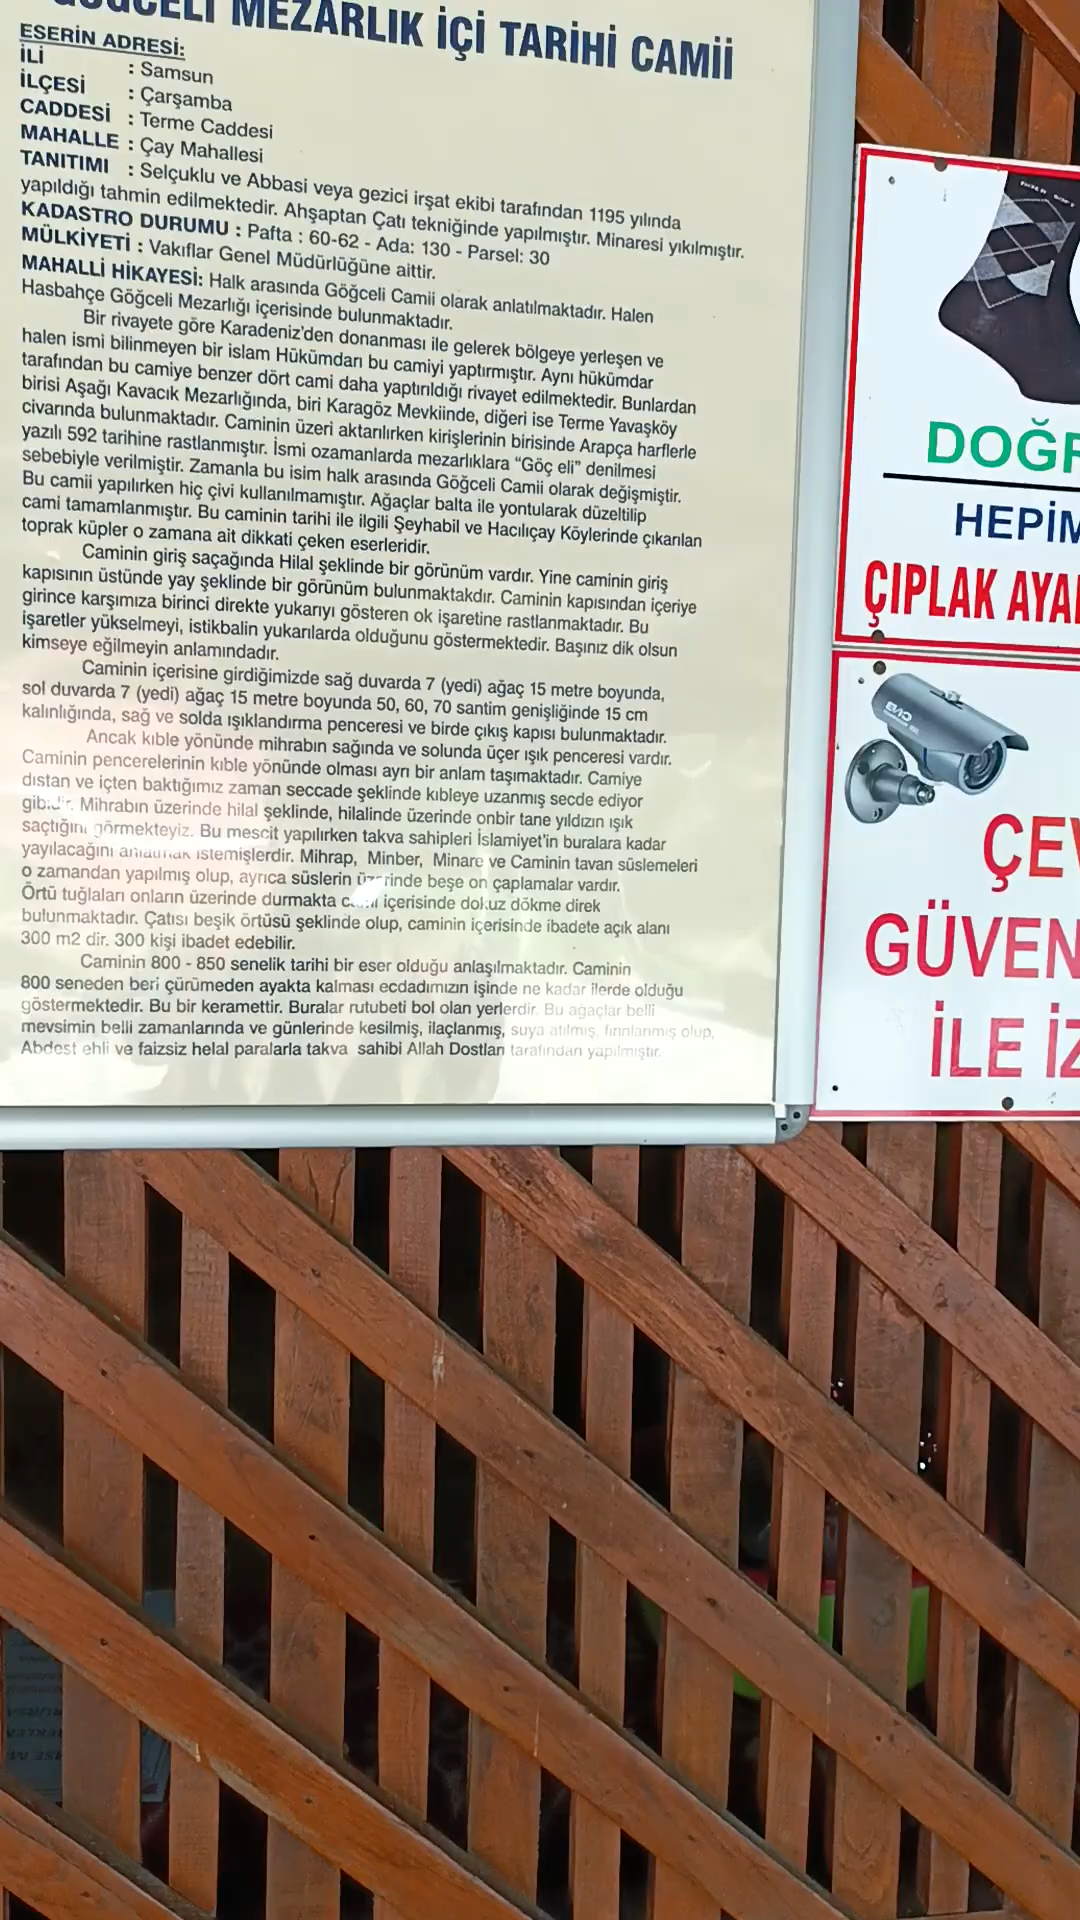 MEZARLIK İÇİ TARİHİ CAMİİ
ESERİN ADRESİ:
İLİ : Samsun
İLÇESİ : Çarşamba
CADDESİ : Terme Caddesi
MAHALLE : Çay Mahallesi
TANITIMI : Selçuklu ve Abbasi veya gezici irşat ekibi tarafından 1195 yılında
yapıldığı tahmin edilmektedir. Ahşaptan Çatı tekniğinde yapılmıştır. Minaresi yıkılmıştır.
KADASTRO DURUMU : Pafta : 60-62 - Ada: 130 - Parsel: 30
MÜLKİYETİ : Vakıflar Genel Müdürlüğüne aittir.
MAHALLİ HİKAYESİ: Halk arasında Göğceli Camii olarak anlatılmaktadır. Halen
Hasbahçe Göğceli Mezarlığı içerisinde bulunmaktadır.
Bir rivayete göre Karadeniz'den donanması ile gelerek bölgeye yerleşen ve
halen ismi bilinmeyen bir islam Hükümdarı bu camiyi yaptırmıştır. Aynı hükümdar
tarafından bu camiye benzer dört cami daha yaptırıldığı rivayet edilmektedir. Bunlardan
birisi Aşağı Kavacık Mezarlığında, biri Karagöz Mevkiinde, diğeri ise Terme Yavaşköy
civarında bulunmaktadır. Caminin üzeri aktarılırken kirişlerinin birisinde Arapça harflerle
yazılı 592 tarihine rastlanmıştır. İsmi ozamanlarda mezarlıklara “Göç eli” denilmesi
sebebiyle verilmiştir. Zamanla bu isim halk arasında Göğceli Camii olarak değişmiştir.
Bu camii yapılırken hiç çivi kullanılmamıştır. Ağaçlar balta ile yontularak düzeltilip
cami tamamlanmıştır. Bu caminin tarihi ile ilgili Şeyhabil ve Hacılıçay Köylerinde çıkarılan
toprak küpler o zamana ait dikkati çeken eserleridir.
Caminin giriş saçağında Hilal şeklinde bir görünüm vardır. Yine caminin giriş
kapısının üstünde yay şeklinde bir görünüm bulunmaktakdır. Caminin kapısından içeriye
girince karşımıza birinci direkte yukarıyı gösteren ok işaretine rastlanmaktadır. Bu
işaretler yükselmeyi, istikbalin yukarılarda olduğunu göstermektedir. Başınız dik olsun
kimseye eğilmeyin anlamındadır.
Caminin içerisine girdiğimizde sağ duvarda 7 (yedi) ağaç 15 metre boyunda,
sol duvarda 7 (yedi) ağaç 15 metre boyunda 50, 60, 70 santim genişliğinde 15 cm
kalınlığında, sağ ve solda ışıklandırma penceresi ve birde çıkış kapısı bulunmaktadır.
Ancak kıble yönünde mihrabın sağında ve solunda üçer ışık penceresi vardır.
Caminin pencerelerinin kıble yönünde olması ayrı bir anlam taşımaktadır. Camiye
dıstan ve içten baktığımız zaman seccade şeklinde kıbleye uzanmış secde ediyor
gibidir. Mihrabın üzerinde hilal şeklinde, hilalinde üzerinde onbir tane yıldızın ışık
saçtığını görmekteyiz. Bu mescit yapılırken takva sahipleri İslamiyet'in buralara kadar
yayılacağını anlatmak istemişlerdir. Mihrap, Minber, Minare ve Caminin tavan süslemeleri
o zamandan yapılmış olup, ayrıca süslerin üzerinde beşe on çaplamalar vardır.
Örtü tuğlaları onların üzerinde durmakta cami içerisinde dokuz dökme direk
bulunmaktadır. Çatısı beşik örtüsü şeklinde olup, caminin içerisinde ibadete açık alanı
300 m2 dir. 300 kişi ibadet edebilir.
Caminin 800 - 850 senelik tarihi bir eser olduğu anlaşılmaktadır. Caminin
800 seneden beri çürümeden ayakta kalması ecdadımızın işinde ne kadar ilerde olduğu
göstermektedir. Bu bir keramettir. Buralar rutubeti bol olan yerlerdir. Bu ağaçlar belli
mevsimin belli zamanlarında ve günlerinde kesilmiş, ilaçlanmış, suya atılmış, fırınlanmış olup,
Abdest ehli ve faizsiz helal paralarla takva sahibi Allah Dostları tarafından yapılmıştır.
ÇIPLAK
İLE